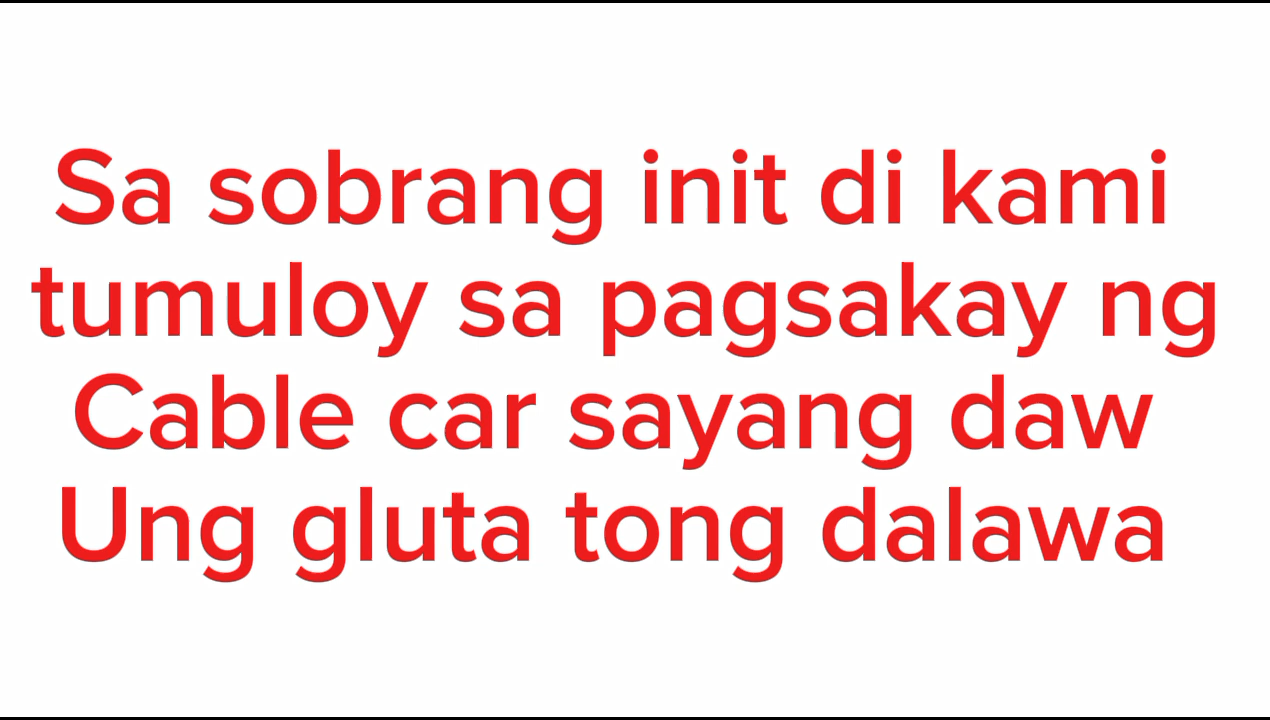 Sa sobrang init di kami
tumuloy sa pagsakay ng
Cable car sayang daw
Ung gluta tong dalawa